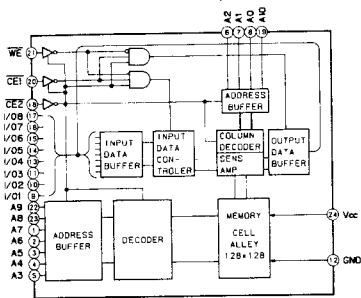 A2 A1 A0 A10
6 7 8 19
WE 21
CE1 20
CE2 18
I/O8 17
I/O7 16
I/O6 15
I/O5 14
I/O4 13
I/O3 11
I/O2 10
I/O1 9
A9 22
A8 23
A7 1
A6 2
A5 3
A4 4
A3 5
ADDRESS
BUFFER
INPUT
DATA
BUFFER
INPUT
DATA
CON-
TROLER
COLUMN
DECODER
SENS
AMP
OUTPUT
DATA
BUFFER
ADDRESS
BUFFER
DECODER
MEMORY
CELL
ALLEY
128×128
24 Vcc
12 GND